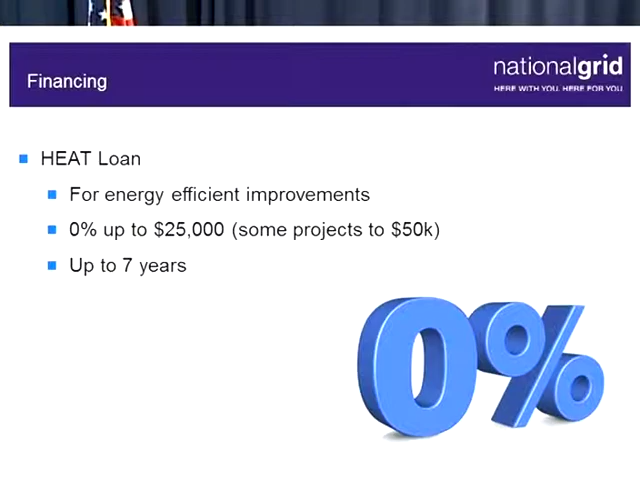 Financing
nationalgrid
HERE WITH YOU. HERE FOR YOU.
HEAT Loan
For energy efficient improvements
0% up to $25,000 (some projects to $50k)
Up to 7 years
0%